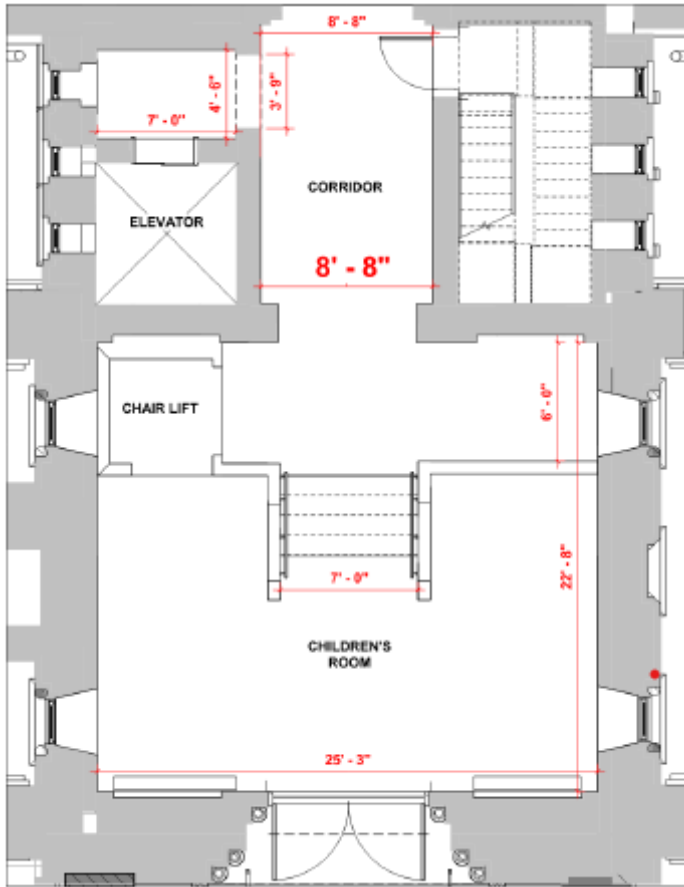 8' - 8"
4' - 6"
3' - 9"
7' - 0"
CORRIDOR
ELEVATOR
8' - 8"
CHAIR LIFT
6' - 0"
7' - 0"
22' - 8"
CHILDREN'S
ROOM
25' - 3"